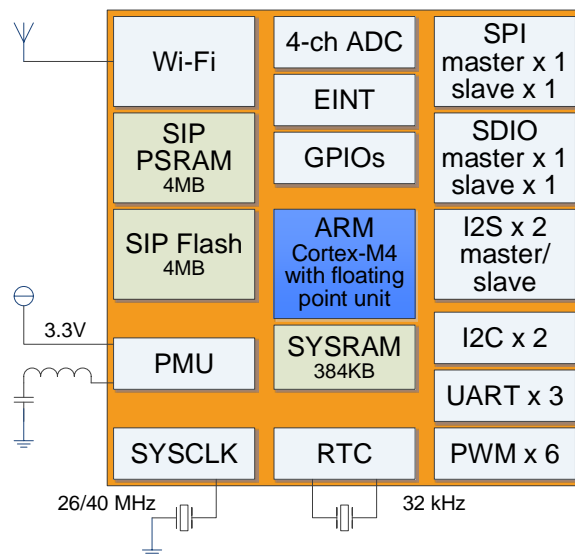 Wi-Fi
4-ch ADC
SPI
master x 1
slave x 1
EINT
SIP
PSRAM
4MB
GPIOs
SDIO
master x 1
slave x 1
SIP Flash
4MB
ARM
Cortex-M4
with floating
point unit
I2S x 2
master/
slave
3.3V
PMU
SYSRAM
384KB
I2C x 2
UART x 3
SYSCLK
RTC
PWM x 6
26/40 MHz
32 kHz